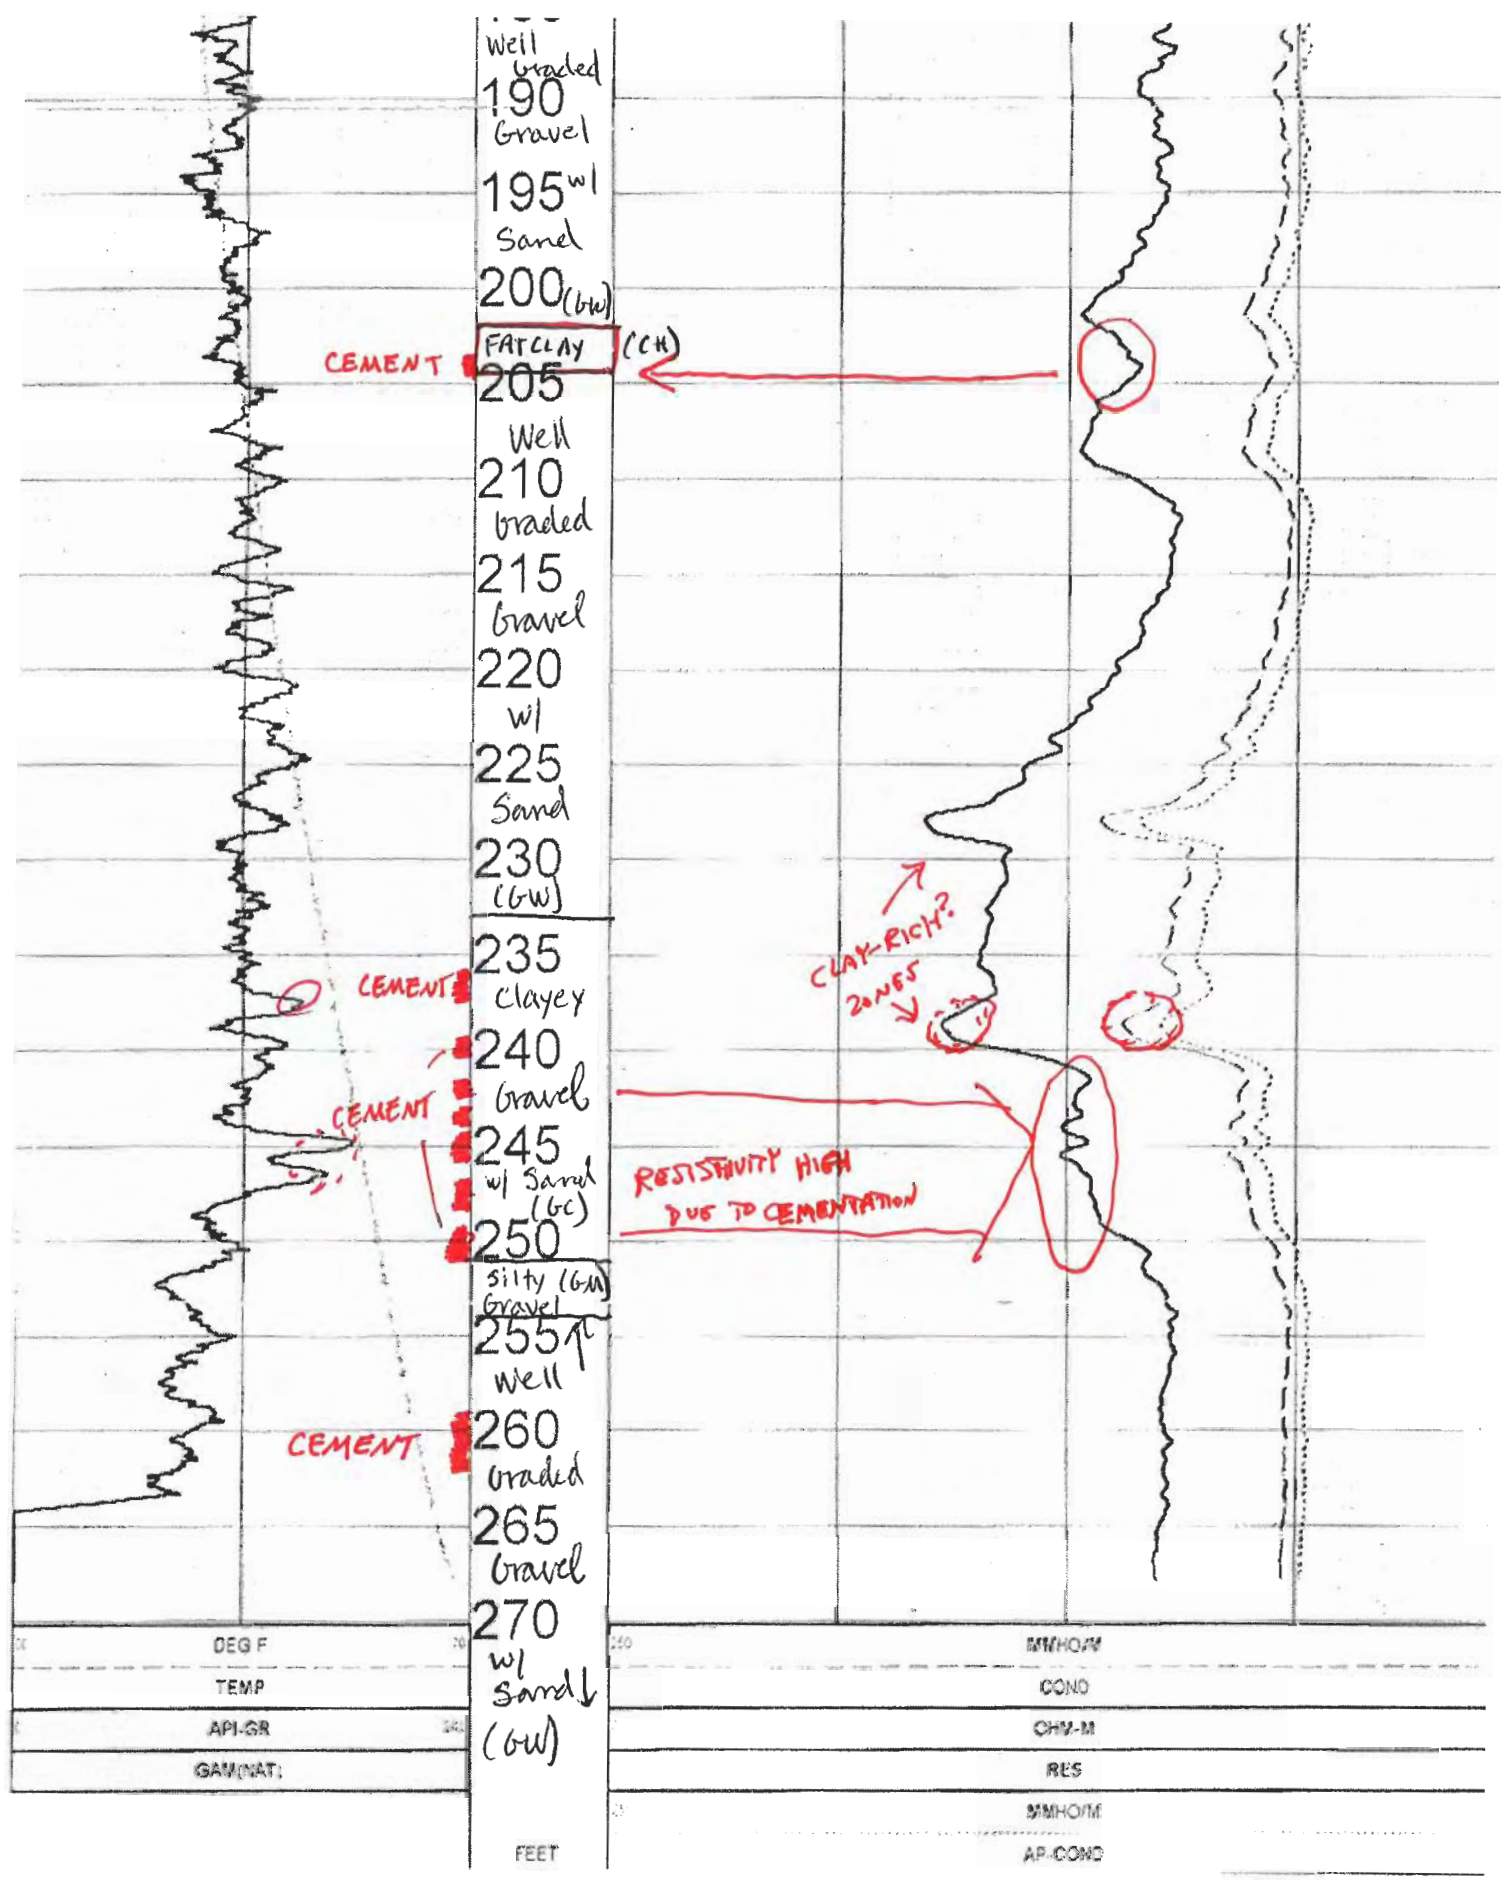 Well
Graded
190
Gravel
195 w/
Sand
200 (GW)
FAT CLAY (CH)
CEMENT
205
Well
210
Graded
215
Gravel
220
w/
225
Sand
230
(GW)
CLAY-RICH?
ZONES
235
CEMENT
Clayey
240
Gravel
CEMENT
245
w/ Sand
(GC)
RESISTIVITY HIGH
DUE TO CEMENTATION
250
Silty (GM)
Gravel
255
Well
260
CEMENT
Graded
265
Gravel
270
w/
Sand
(GW)
DEG F
MMHO/M
TEMP
COND
API-GR
OHM-M
GAM(NAT)
RES
MMHO/M
FEET
AP-COND